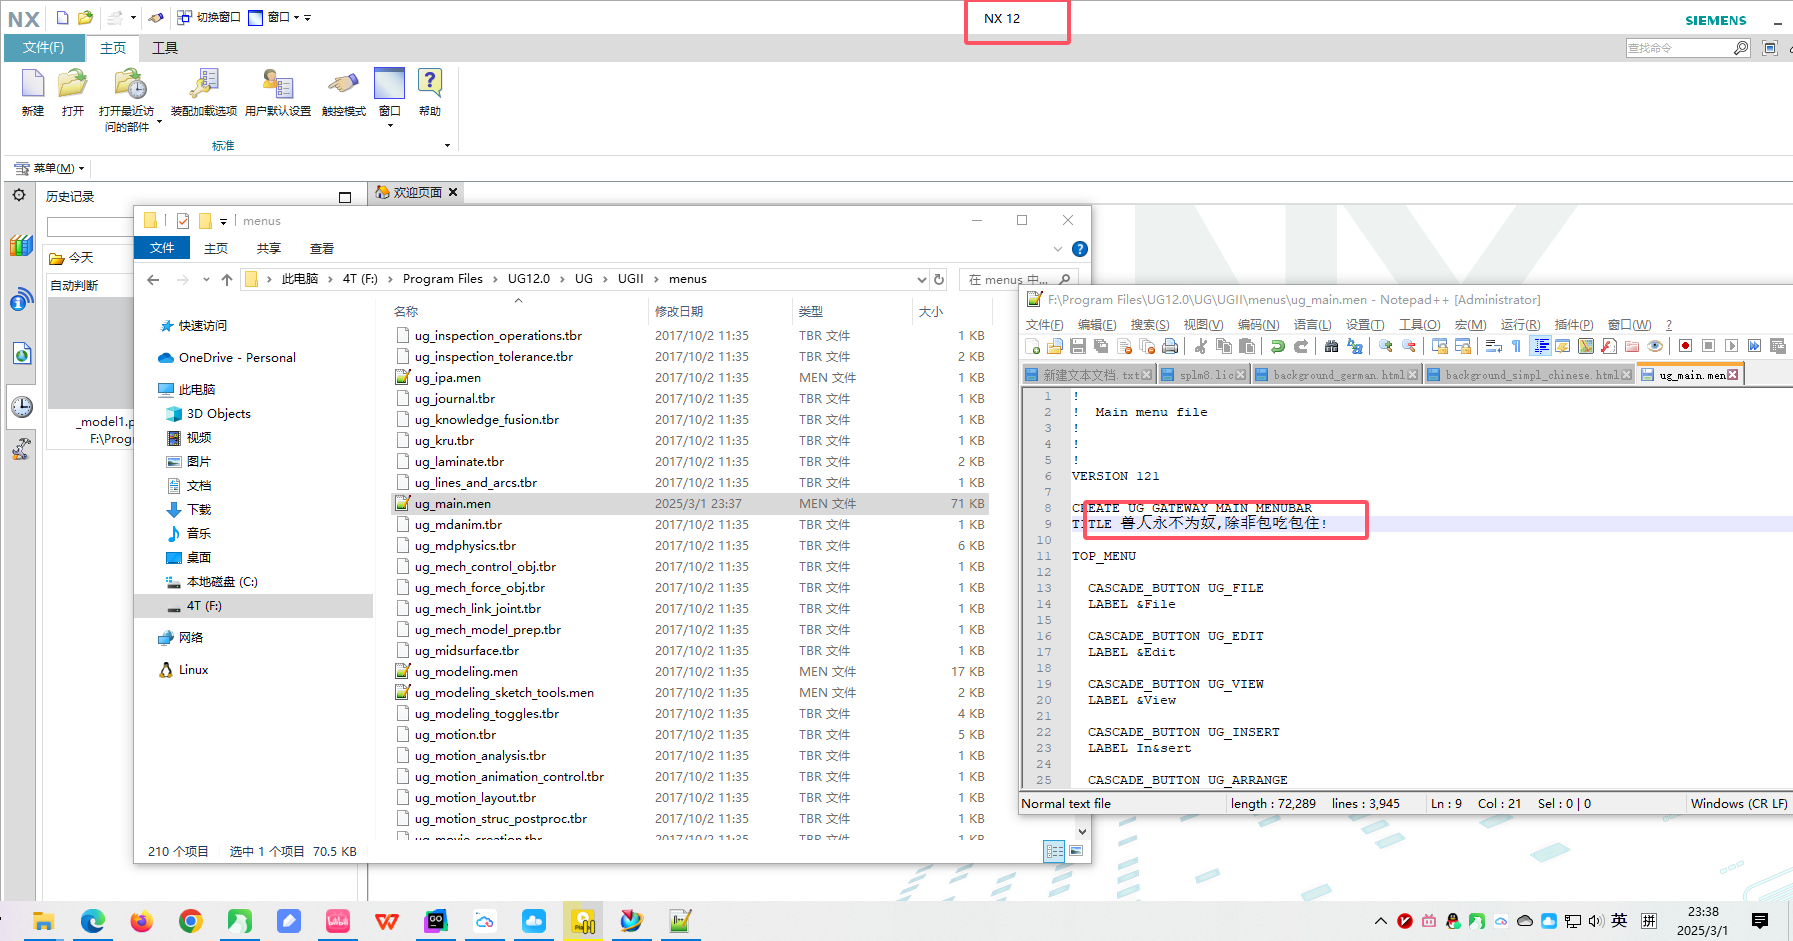 NX
切换窗口
窗口
NX 12
SIEMENS
文件(F)
主页
工具
查找命令
新建
打开
打开最近访
问的部件
装配加载选项
用户默认设置
触控模式
窗口
帮助
标准
菜单(M)
历史记录
欢迎页面
今天
自动判断
_model1.p
F:\Prog
menus
文件
主页
共享
查看
此电脑 › 4T (F:) › Program Files › UG12.0 › UG › UGII › menus
在 menus 中...
名称 修改日期 类型 大小
快速访问
OneDrive - Personal
此电脑
3D Objects
视频
图片
文档
下载
音乐
桌面
本地磁盘 (C:)
4T (F:)
网络
Linux
ug_inspection_operations.tbr 2017/10/2 11:35 TBR 文件 1 KB
ug_inspection_tolerance.tbr 2017/10/2 11:35 TBR 文件 2 KB
ug_ipa.men 2017/10/2 11:35 MEN 文件 1 KB
ug_journal.tbr 2017/10/2 11:35 TBR 文件 1 KB
ug_knowledge_fusion.tbr 2017/10/2 11:35 TBR 文件 1 KB
ug_kru.tbr 2017/10/2 11:35 TBR 文件 1 KB
ug_laminate.tbr 2017/10/2 11:35 TBR 文件 2 KB
ug_lines_and_arcs.tbr 2017/10/2 11:35 TBR 文件 1 KB
ug_main.men 2025/3/1 23:37 MEN 文件 71 KB
ug_mdanim.tbr 2017/10/2 11:35 TBR 文件 1 KB
ug_mdphysics.tbr 2017/10/2 11:35 TBR 文件 6 KB
ug_mech_control_obj.tbr 2017/10/2 11:35 TBR 文件 1 KB
ug_mech_force_obj.tbr 2017/10/2 11:35 TBR 文件 1 KB
ug_mech_link_joint.tbr 2017/10/2 11:35 TBR 文件 1 KB
ug_mech_model_prep.tbr 2017/10/2 11:35 TBR 文件 1 KB
ug_midsurface.tbr 2017/10/2 11:35 TBR 文件 1 KB
ug_modeling.men 2017/10/2 11:35 MEN 文件 17 KB
ug_modeling_sketch_tools.men 2017/10/2 11:35 MEN 文件 2 KB
ug_modeling_toggles.tbr 2017/10/2 11:35 TBR 文件 4 KB
ug_motion.tbr 2017/10/2 11:35 TBR 文件 5 KB
ug_motion_analysis.tbr 2017/10/2 11:35 TBR 文件 1 KB
ug_motion_animation_control.tbr 2017/10/2 11:35 TBR 文件 1 KB
ug_motion_layout.tbr 2017/10/2 11:35 TBR 文件 1 KB
ug_motion_struc_postproc.tbr 2017/10/2 11:35 TBR 文件 1 KB
ug_movie_creation.tbr 2017/10/2 11:35 TBR 文件 1 KB
210 个项目 选中 1 个项目 70.5 KB
F:\Program Files\UG12.0\UG\UGII\menus\ug_main.men - Notepad++ [Administrator]
文件(F) 编辑(E) 搜索(S) 视图(V) 编码(N) 语言(L) 设置(T) 工具(O) 宏(M) 运行(R) 插件(P) 窗口(W) ?
新建文本文档.txt splm8.lic background_german.html background_simpl_chinese.html ug_main.men
1 !
2 ! Main menu file
3 !
4 !
5 !
6 VERSION 121
7
8 CREATE UG_GATEWAY_MAIN_MENUBAR
9 TITLE 兽人永不为奴,除非包吃包住!
10
11 TOP_MENU
12
13 CASCADE_BUTTON UG_FILE
14 LABEL &File
15
16 CASCADE_BUTTON UG_EDIT
17 LABEL &Edit
18
19 CASCADE_BUTTON UG_VIEW
20 LABEL &View
21
22 CASCADE_BUTTON UG_INSERT
23 LABEL In&sert
24
25 CASCADE_BUTTON UG_ARRANGE
Normal text file length : 72,289 lines : 3,945 Ln : 9 Col : 21 Sel : 0 | 0 Windows (CR LF)
英
拼
23:38
2025/3/1